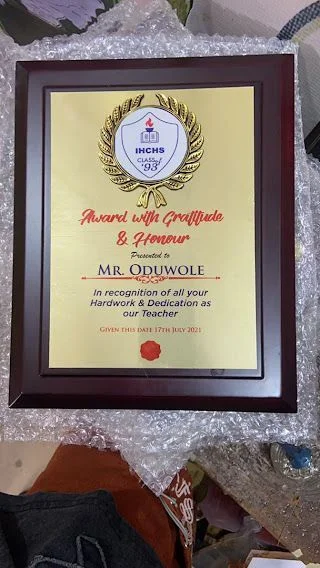 IHCHS
CLASS of
'93
Award with Gratitude
& Honour
Presented to
MR. ODUWOLE
In recognition of all your
Hardwork & Dedication as
our Teacher
GIVEN THIS DATE 17TH JULY 2021